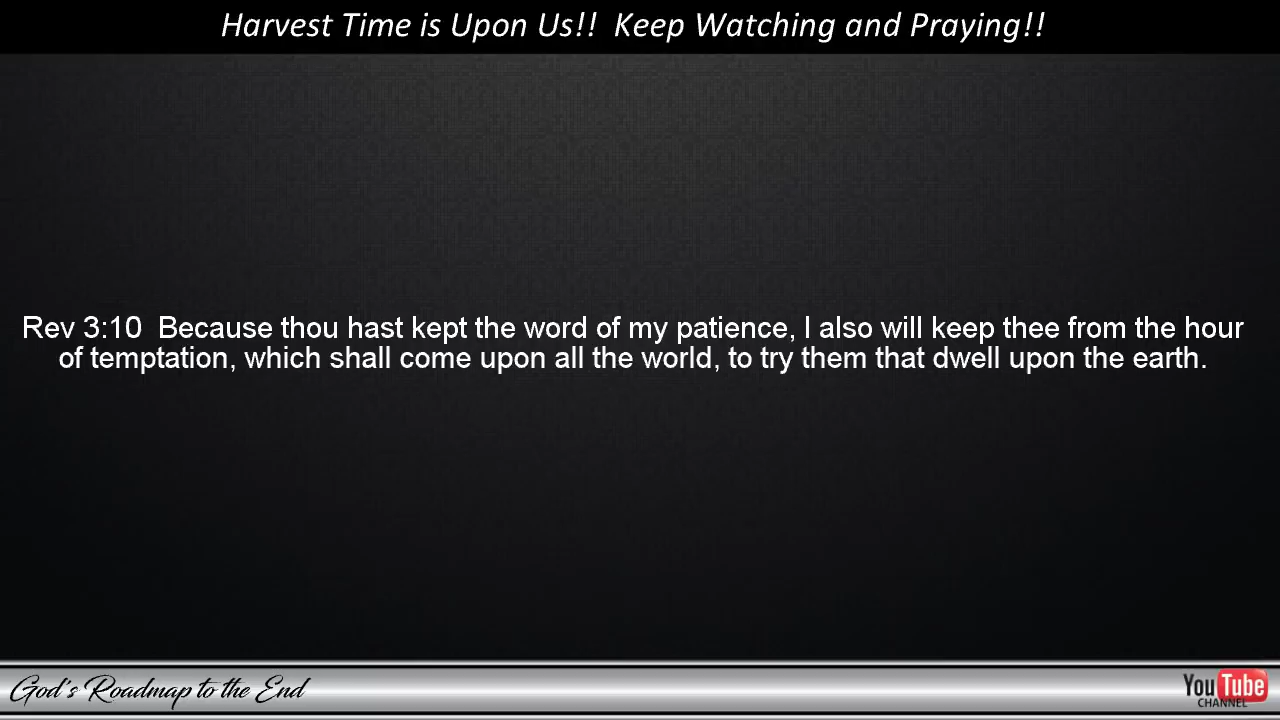 Harvest Time is Upon Us!!  Keep Watching and Praying!!
Rev 3:10  Because thou hast kept the word of my patience, I also will keep thee from the hour
of temptation, which shall come upon all the world, to try them that dwell upon the earth.
God's Roadmap to the End
YouTube
CHANNEL